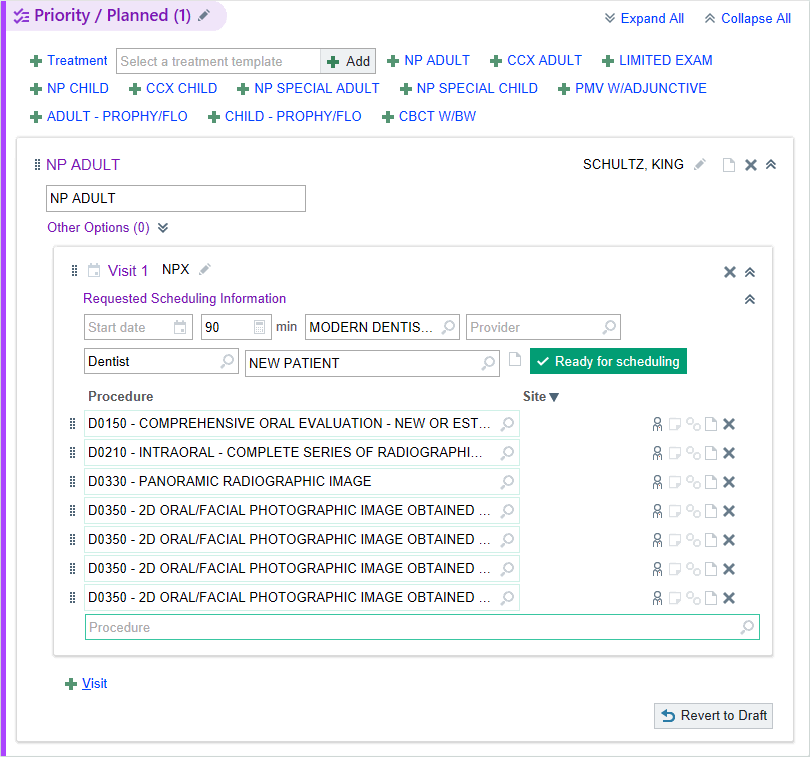 Priority / Planned (1) Expand All Collapse All
Treatment Select a treatment template Add NP ADULT CCX ADULT LIMITED EXAM
NP CHILD CCX CHILD NP SPECIAL ADULT NP SPECIAL CHILD PMV W/ADJUNCTIVE
ADULT - PROPHY/FLO CHILD - PROPHY/FLO CBCT W/BW
NP ADULT SCHULTZ, KING
NP ADULT
Other Options (0)
Visit 1 NPX
Requested Scheduling Information
Start date 90 min MODERN DENTIS... Provider
Dentist NEW PATIENT Ready for scheduling
Procedure Site
D0150 - COMPREHENSIVE ORAL EVALUATION - NEW OR EST...
D0210 - INTRAORAL - COMPLETE SERIES OF RADIOGRAPHI...
D0330 - PANORAMIC RADIOGRAPHIC IMAGE
D0350 - 2D ORAL/FACIAL PHOTOGRAPHIC IMAGE OBTAINED ...
D0350 - 2D ORAL/FACIAL PHOTOGRAPHIC IMAGE OBTAINED ...
D0350 - 2D ORAL/FACIAL PHOTOGRAPHIC IMAGE OBTAINED ...
D0350 - 2D ORAL/FACIAL PHOTOGRAPHIC IMAGE OBTAINED ...
Procedure
Visit
Revert to Draft